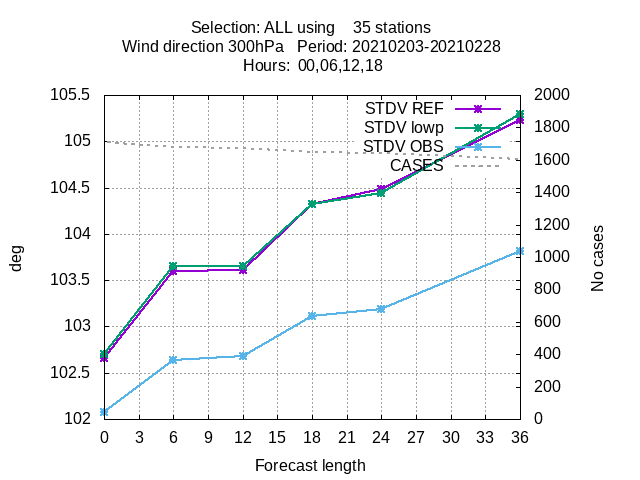 Selection: ALL using    35 stations
Wind direction 300hPa   Period: 20210203-20210228
Hours:  00,06,12,18
STDV REF
STDV lowp
STDV OBS
CASES
105.5
105
104.5
104
103.5
103
102.5
102
2000
1800
1600
1400
1200
1000
800
600
400
200
0
deg
No cases
0 3 6 9 12 15 18 21 24 27 30 33 36
Forecast length